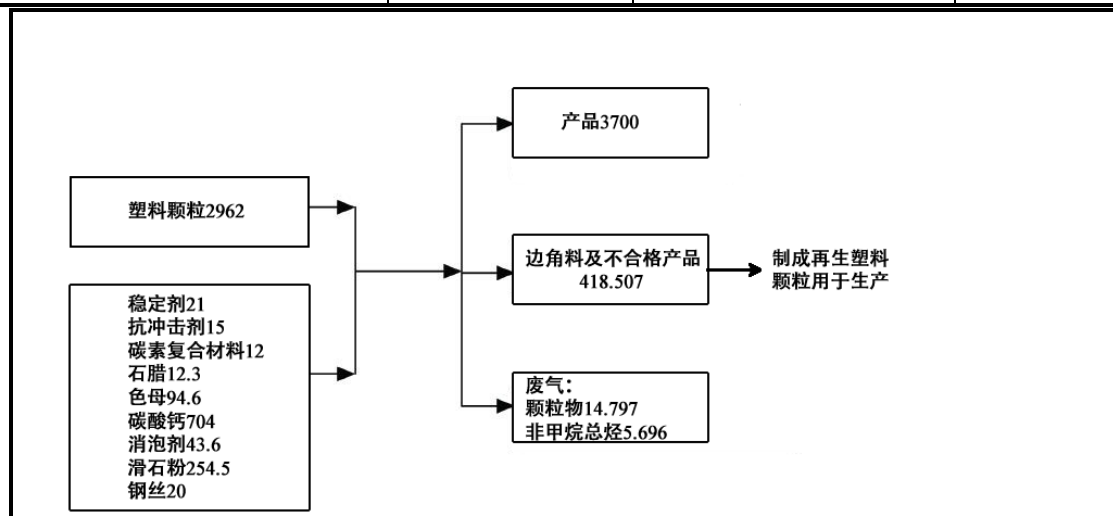 塑料颗粒2962
稳定剂21
抗冲击剂15
碳素复合材料12
石腊12.3
色母94.6
碳酸钙704
消泡剂43.6
滑石粉254.5
钢丝20
产品3700
边角料及不合格产品
418.507
制成再生塑料
颗粒用于生产
废气：
颗粒物14.797
非甲烷总烃5.696